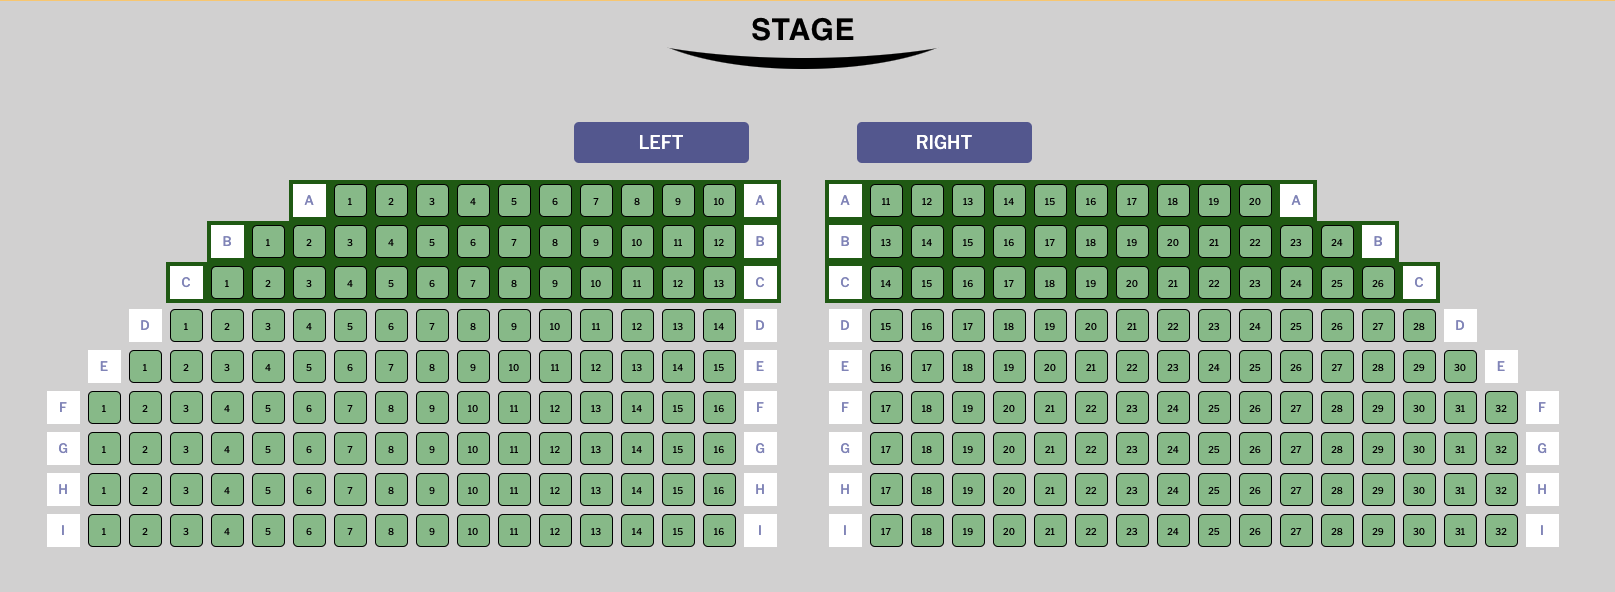 STAGE
LEFT RIGHT
A 1 2 3 4 5 6 7 8 9 10 A A 11 12 13 14 15 16 17 18 19 20 A
B 1 2 3 4 5 6 7 8 9 10 11 12 B B 13 14 15 16 17 18 19 20 21 22 23 24 B
C 1 2 3 4 5 6 7 8 9 10 11 12 13 C C 14 15 16 17 18 19 20 21 22 23 24 25 26 C
D 1 2 3 4 5 6 7 8 9 10 11 12 13 14 D D 15 16 17 18 19 20 21 22 23 24 25 26 27 28 D
E 1 2 3 4 5 6 7 8 9 10 11 12 13 14 15 E E 16 17 18 19 20 21 22 23 24 25 26 27 28 29 30 E
F 1 2 3 4 5 6 7 8 9 10 11 12 13 14 15 16 F F 17 18 19 20 21 22 23 24 25 26 27 28 29 30 31 32 F
G 1 2 3 4 5 6 7 8 9 10 11 12 13 14 15 16 G G 17 18 19 20 21 22 23 24 25 26 27 28 29 30 31 32 G
H 1 2 3 4 5 6 7 8 9 10 11 12 13 14 15 16 H H 17 18 19 20 21 22 23 24 25 26 27 28 29 30 31 32 H
I 1 2 3 4 5 6 7 8 9 10 11 12 13 14 15 16 I I 17 18 19 20 21 22 23 24 25 26 27 28 29 30 31 32 I